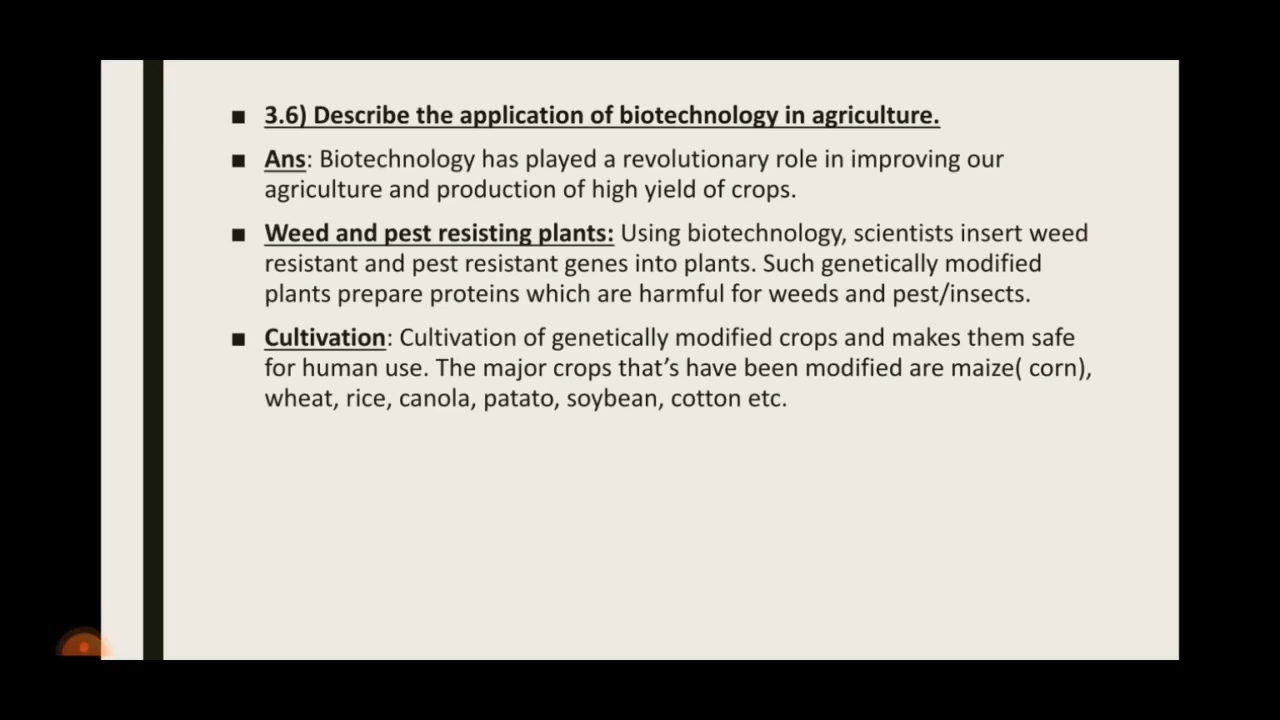 3.6) Describe the application of biotechnology in agriculture.
Ans: Biotechnology has played a revolutionary role in improving our
agriculture and production of high yield of crops.
Weed and pest resisting plants: Using biotechnology, scientists insert weed
resistant and pest resistant genes into plants. Such genetically modified
plants prepare proteins which are harmful for weeds and pest/insects.
Cultivation: Cultivation of genetically modified crops and makes them safe
for human use. The major crops that’s have been modified are maize( corn),
wheat, rice, canola, patato, soybean, cotton etc.